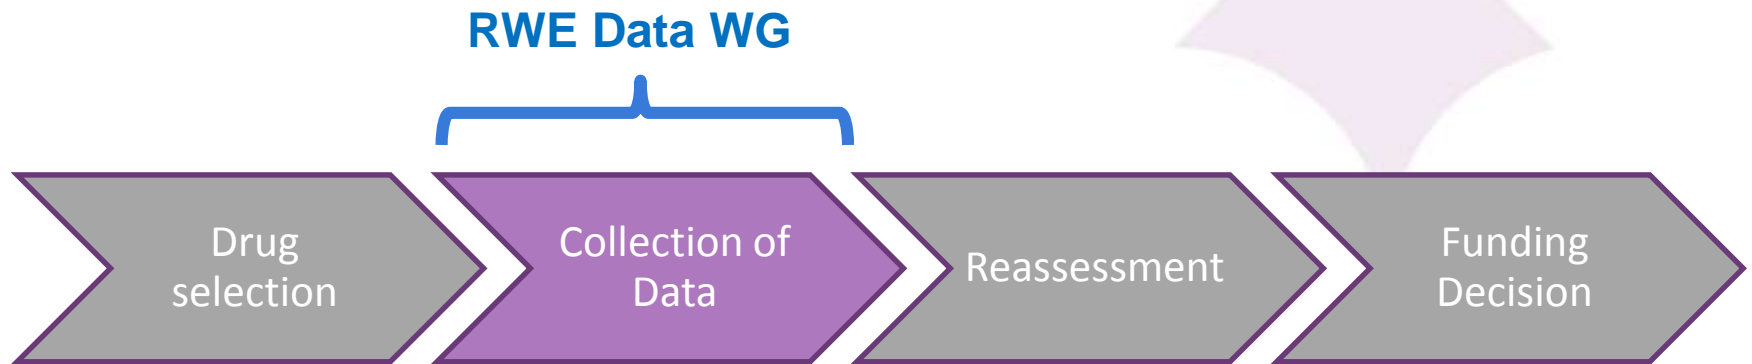 RWE Data WG
Drug
selection
Collection of
Data
Reassessment
Funding
Decision